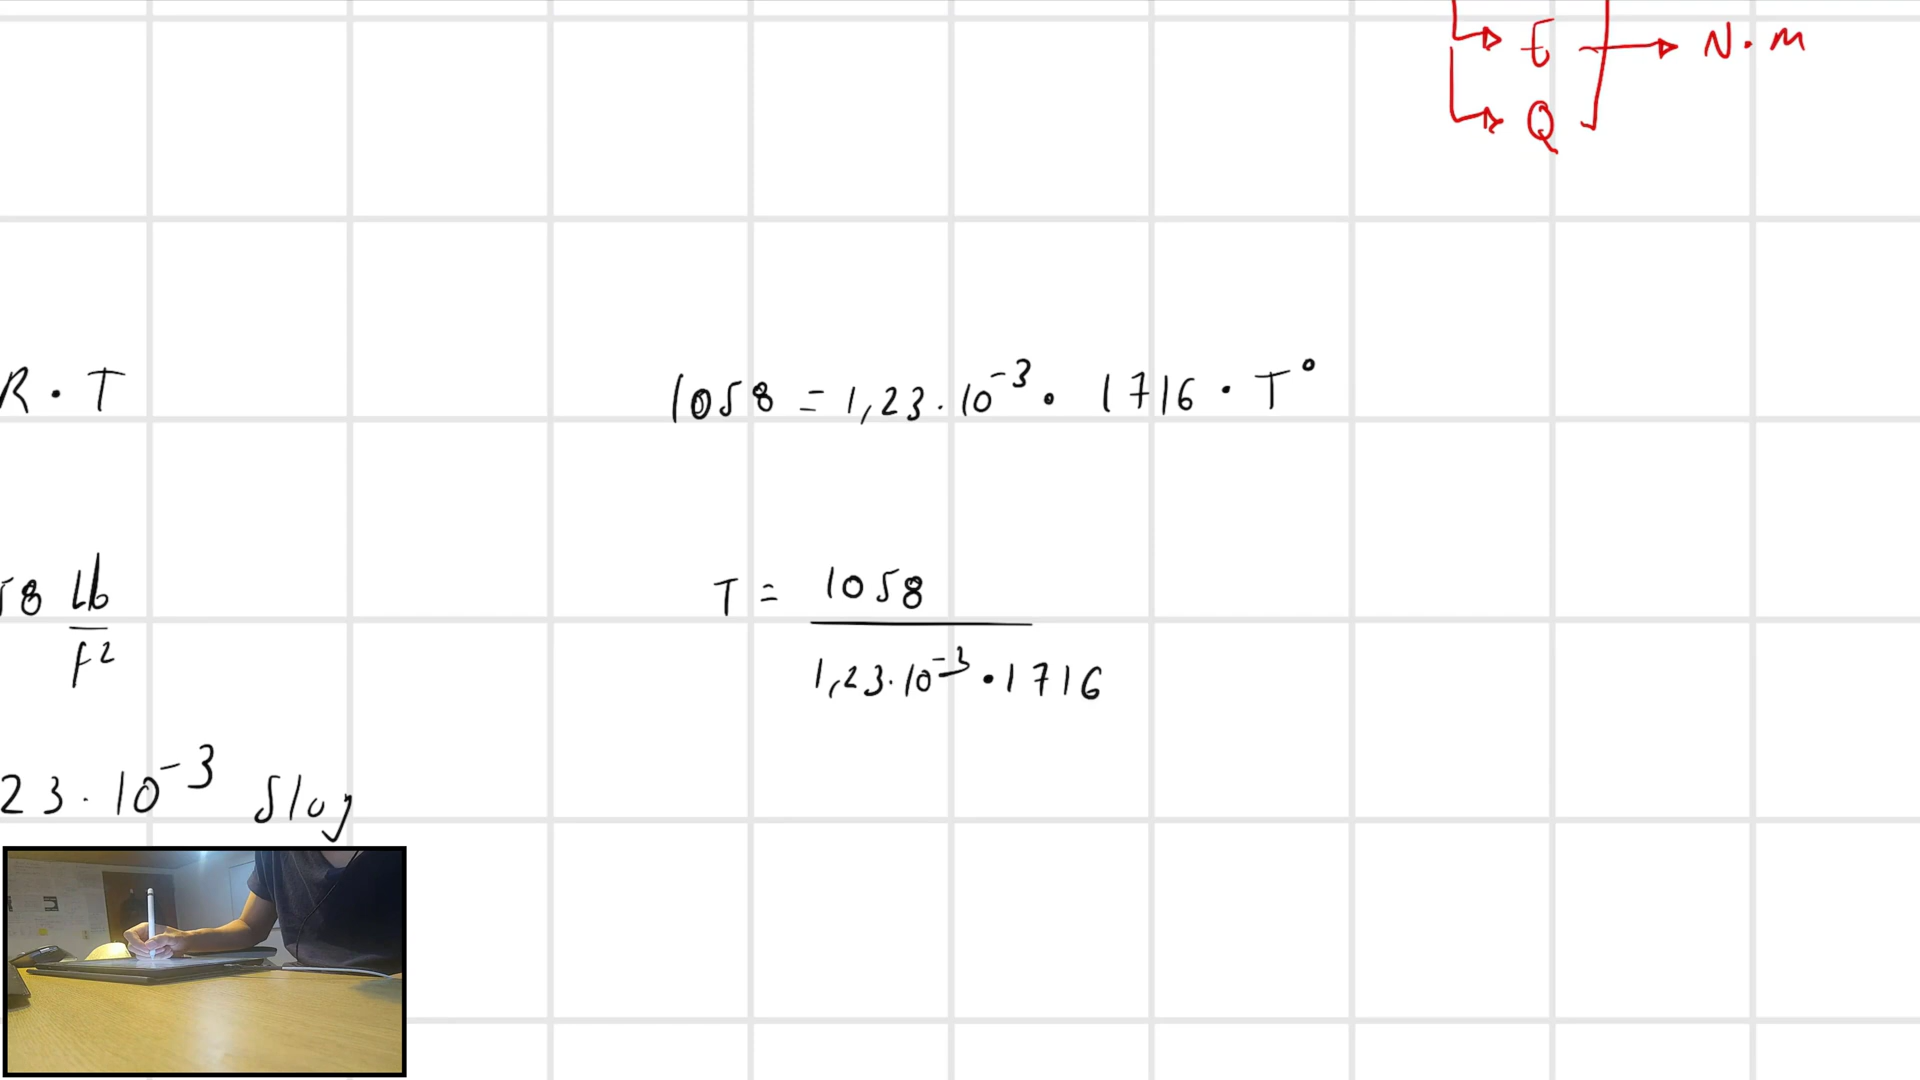 E → N·m
Q
R · T
1058 = 1,23·10⁻³ · 1716 · T°
58 Lb
F²
T = 1058
1,23·10⁻³ · 1716
23·10⁻³ Slug